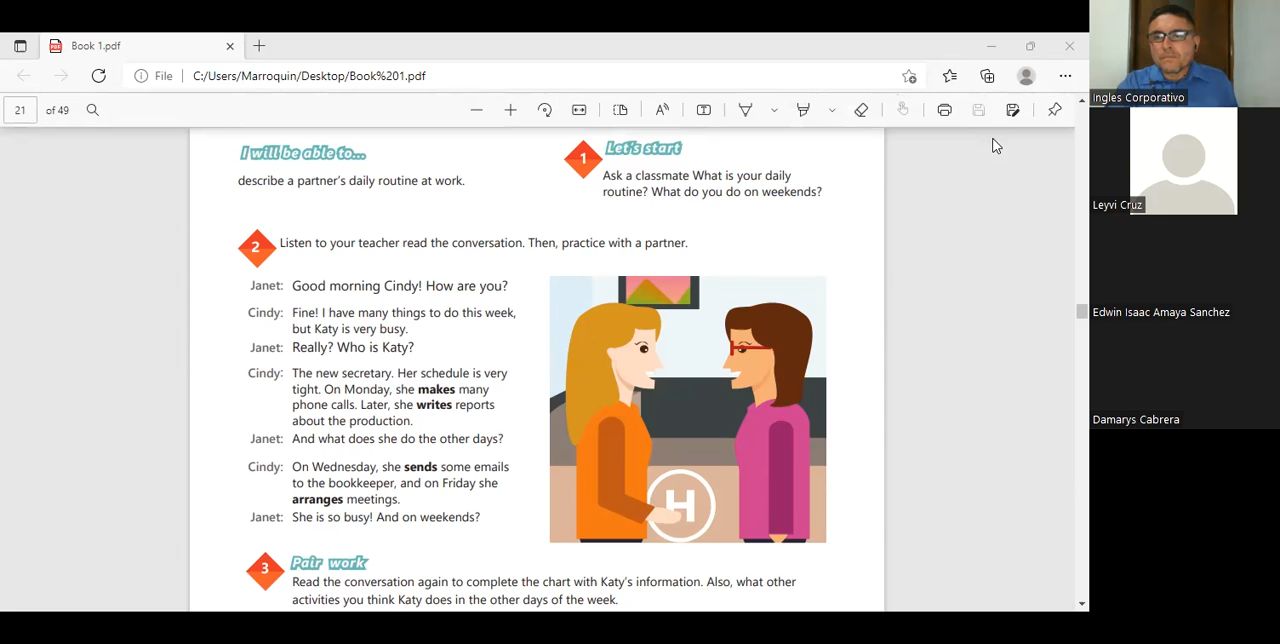 Book 1.pdf
File
C:/Users/Marroquin/Desktop/Book%201.pdf
21
of 49
I will be able to...
describe a partner's daily routine at work.
1
Let's start
Ask a classmate What is your daily
routine? What do you do on weekends?
2
Listen to your teacher read the conversation. Then, practice with a partner.
Janet: Good morning Cindy! How are you?
Cindy: Fine! I have many things to do this week,
but Katy is very busy.
Janet: Really? Who is Katy?
Cindy: The new secretary. Her schedule is very
tight. On Monday, she makes many
phone calls. Later, she writes reports
about the production.
Janet: And what does she do the other days?
Cindy: On Wednesday, she sends some emails
to the bookkeeper, and on Friday she
arranges meetings.
Janet: She is so busy! And on weekends?
H
3
Pair work
Read the conversation again to complete the chart with Katy's information. Also, what other
activities you think Katy does in the other days of the week.
Ingles Corporativo
Leyvi Cruz
Edwin Isaac Amaya Sanchez
Damarys Cabrera